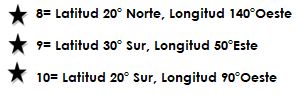 8= Latitud 20° Norte, Longitud 140°Oeste
9= Latitud 30° Sur, Longitud 50°Este
10= Latitud 20° Sur, Longitud 90°Oeste